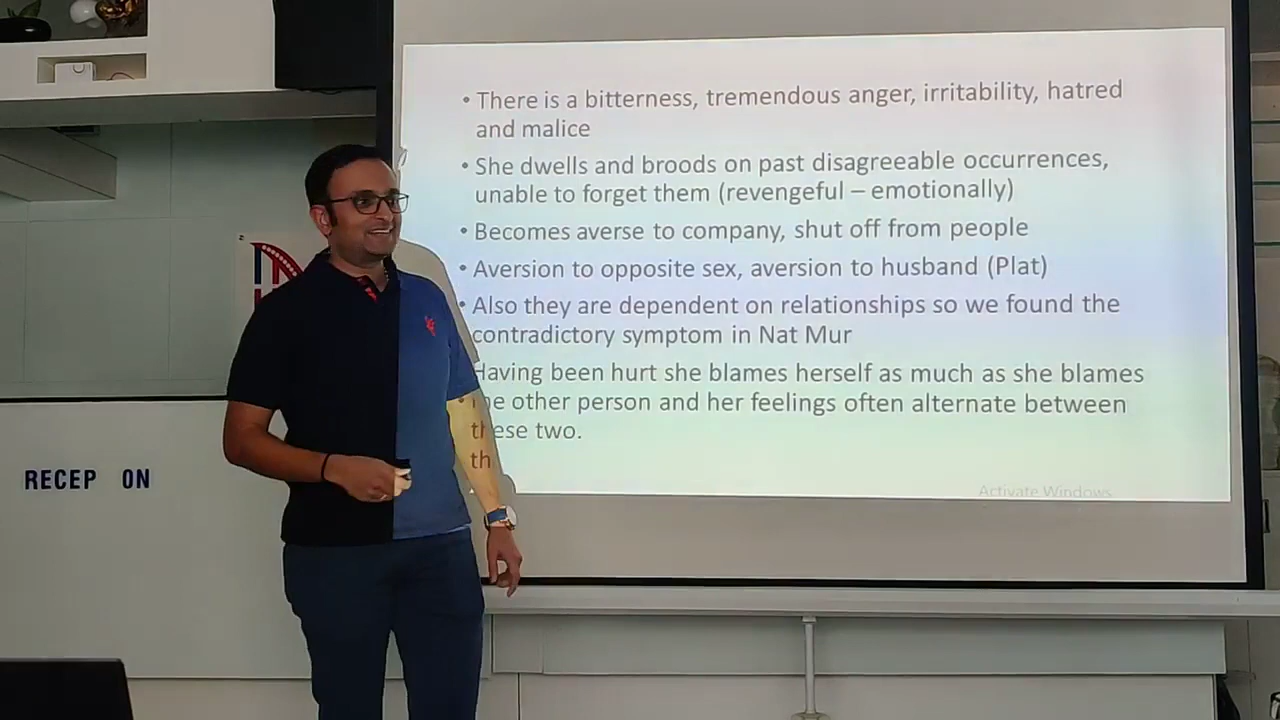 • There is a bitterness, tremendous anger, irritability, hatred
and malice
• She dwells and broods on past disagreeable occurrences,
unable to forget them (revengeful – emotionally)
• Becomes averse to company, shut off from people
• Aversion to opposite sex, aversion to husband (Plat)
• Also they are dependent on relationships so we found the
contradictory symptom in Nat Mur
Having been hurt she blames herself as much as she blames
he other person and her feelings often alternate between
these two.
th
Activate Windows
RECEP ON